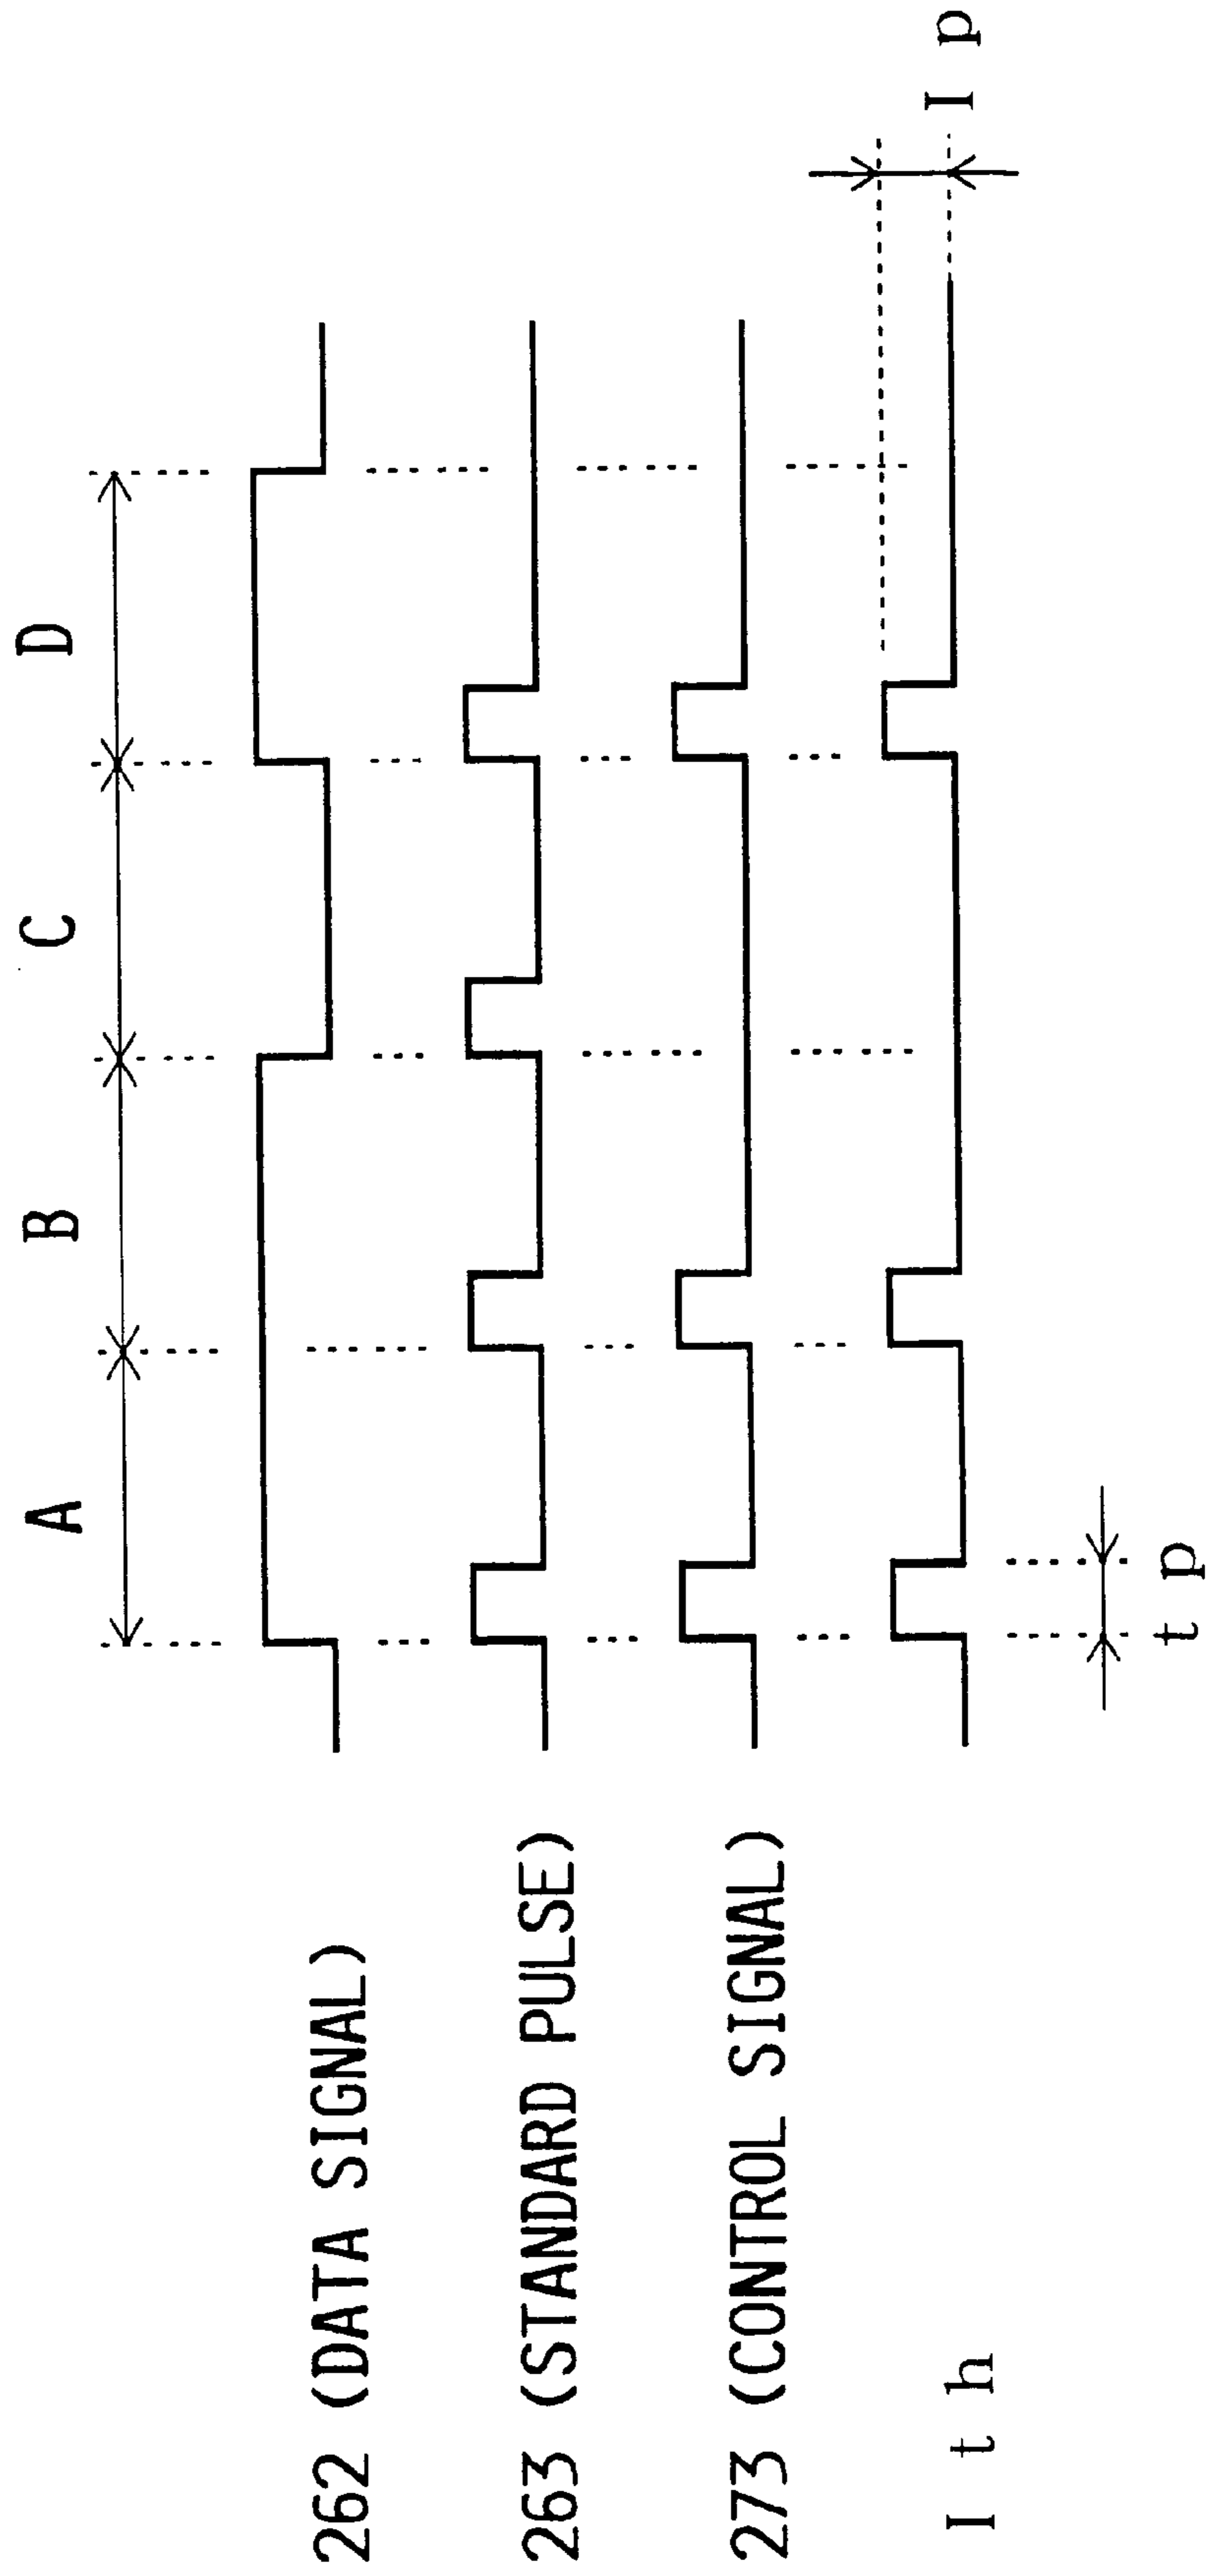 A B C D
262 (DATA SIGNAL)
263 (STANDARD PULSE)
273 (CONTROL SIGNAL)
I t h
I p
t p